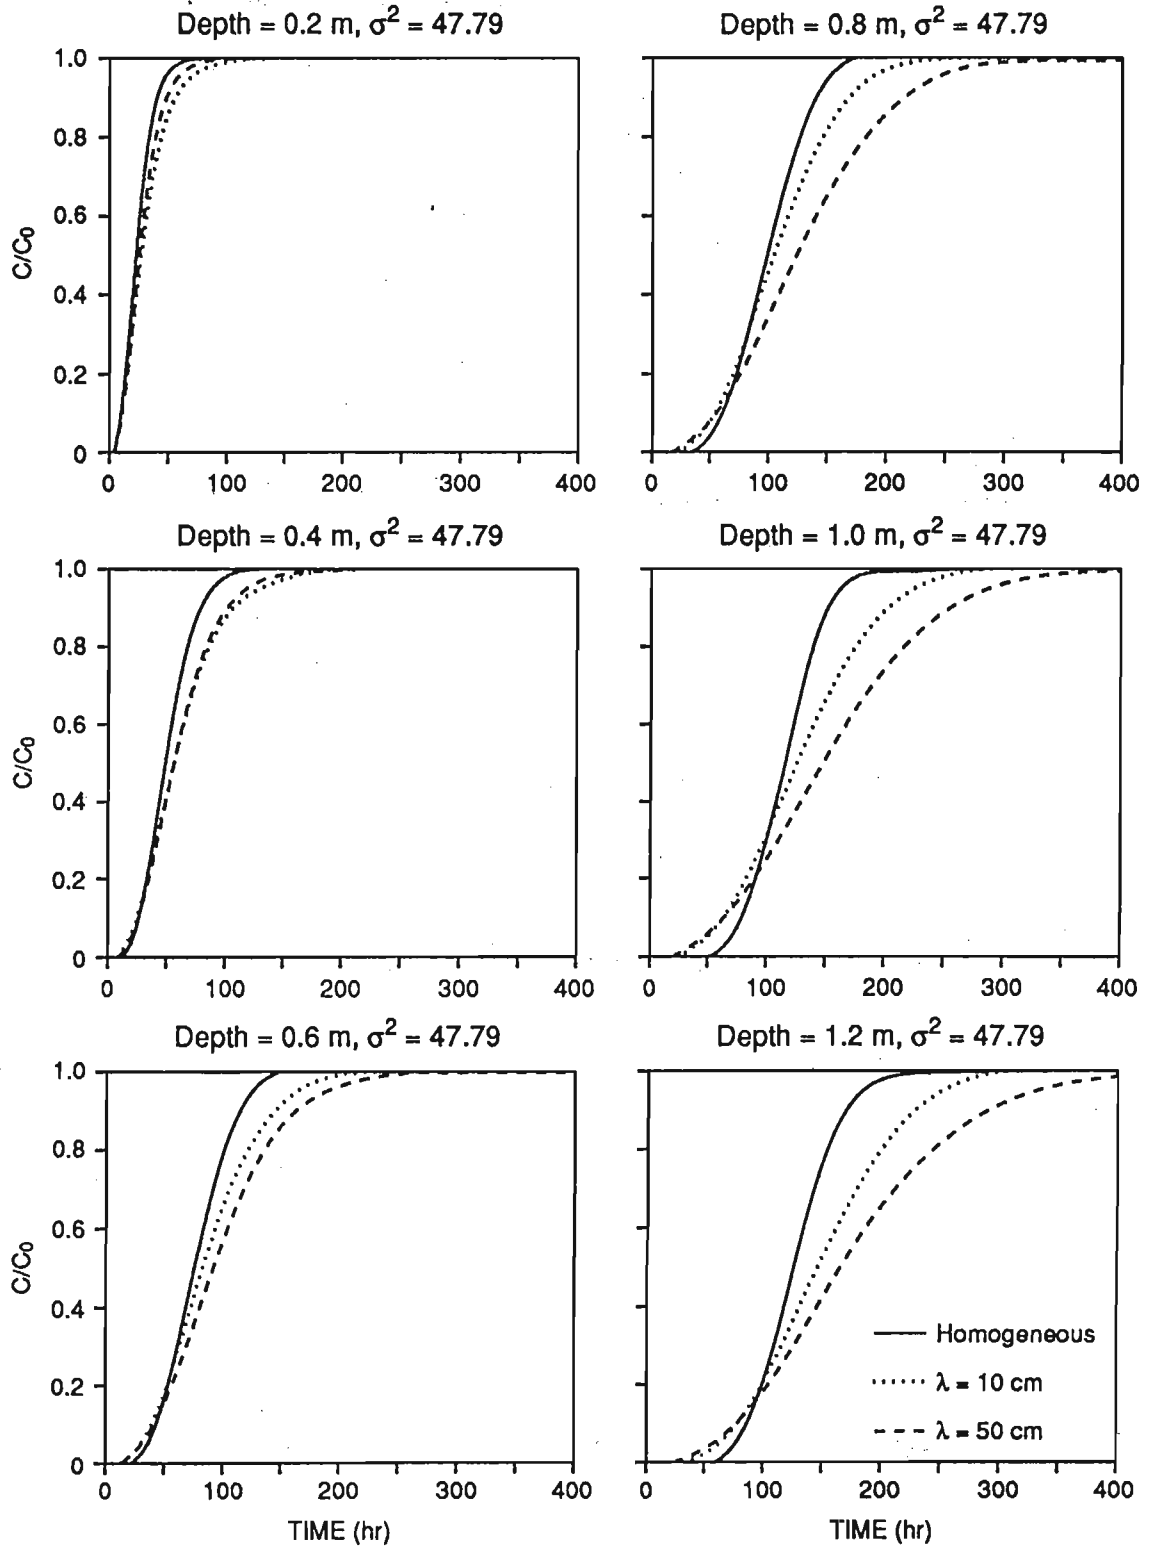 Depth = 0.2 m, σ² = 47.79
Depth = 0.8 m, σ² = 47.79
1.0
0.8
0.6
0.4
0.2
0
C/C₀
0 100 200 300 400
0 100 200 300 400
Depth = 0.4 m, σ² = 47.79
Depth = 1.0 m, σ² = 47.79
1.0
0.8
0.6
0.4
0.2
0
C/C₀
0 100 200 300 400
0 100 200 300 400
Depth = 0.6 m, σ² = 47.79
Depth = 1.2 m, σ² = 47.79
1.0
0.8
0.6
0.4
0.2
0
C/C₀
Homogeneous
λ = 10 cm
λ = 50 cm
0 100 200 300 400
0 100 200 300 400
TIME (hr)
TIME (hr)